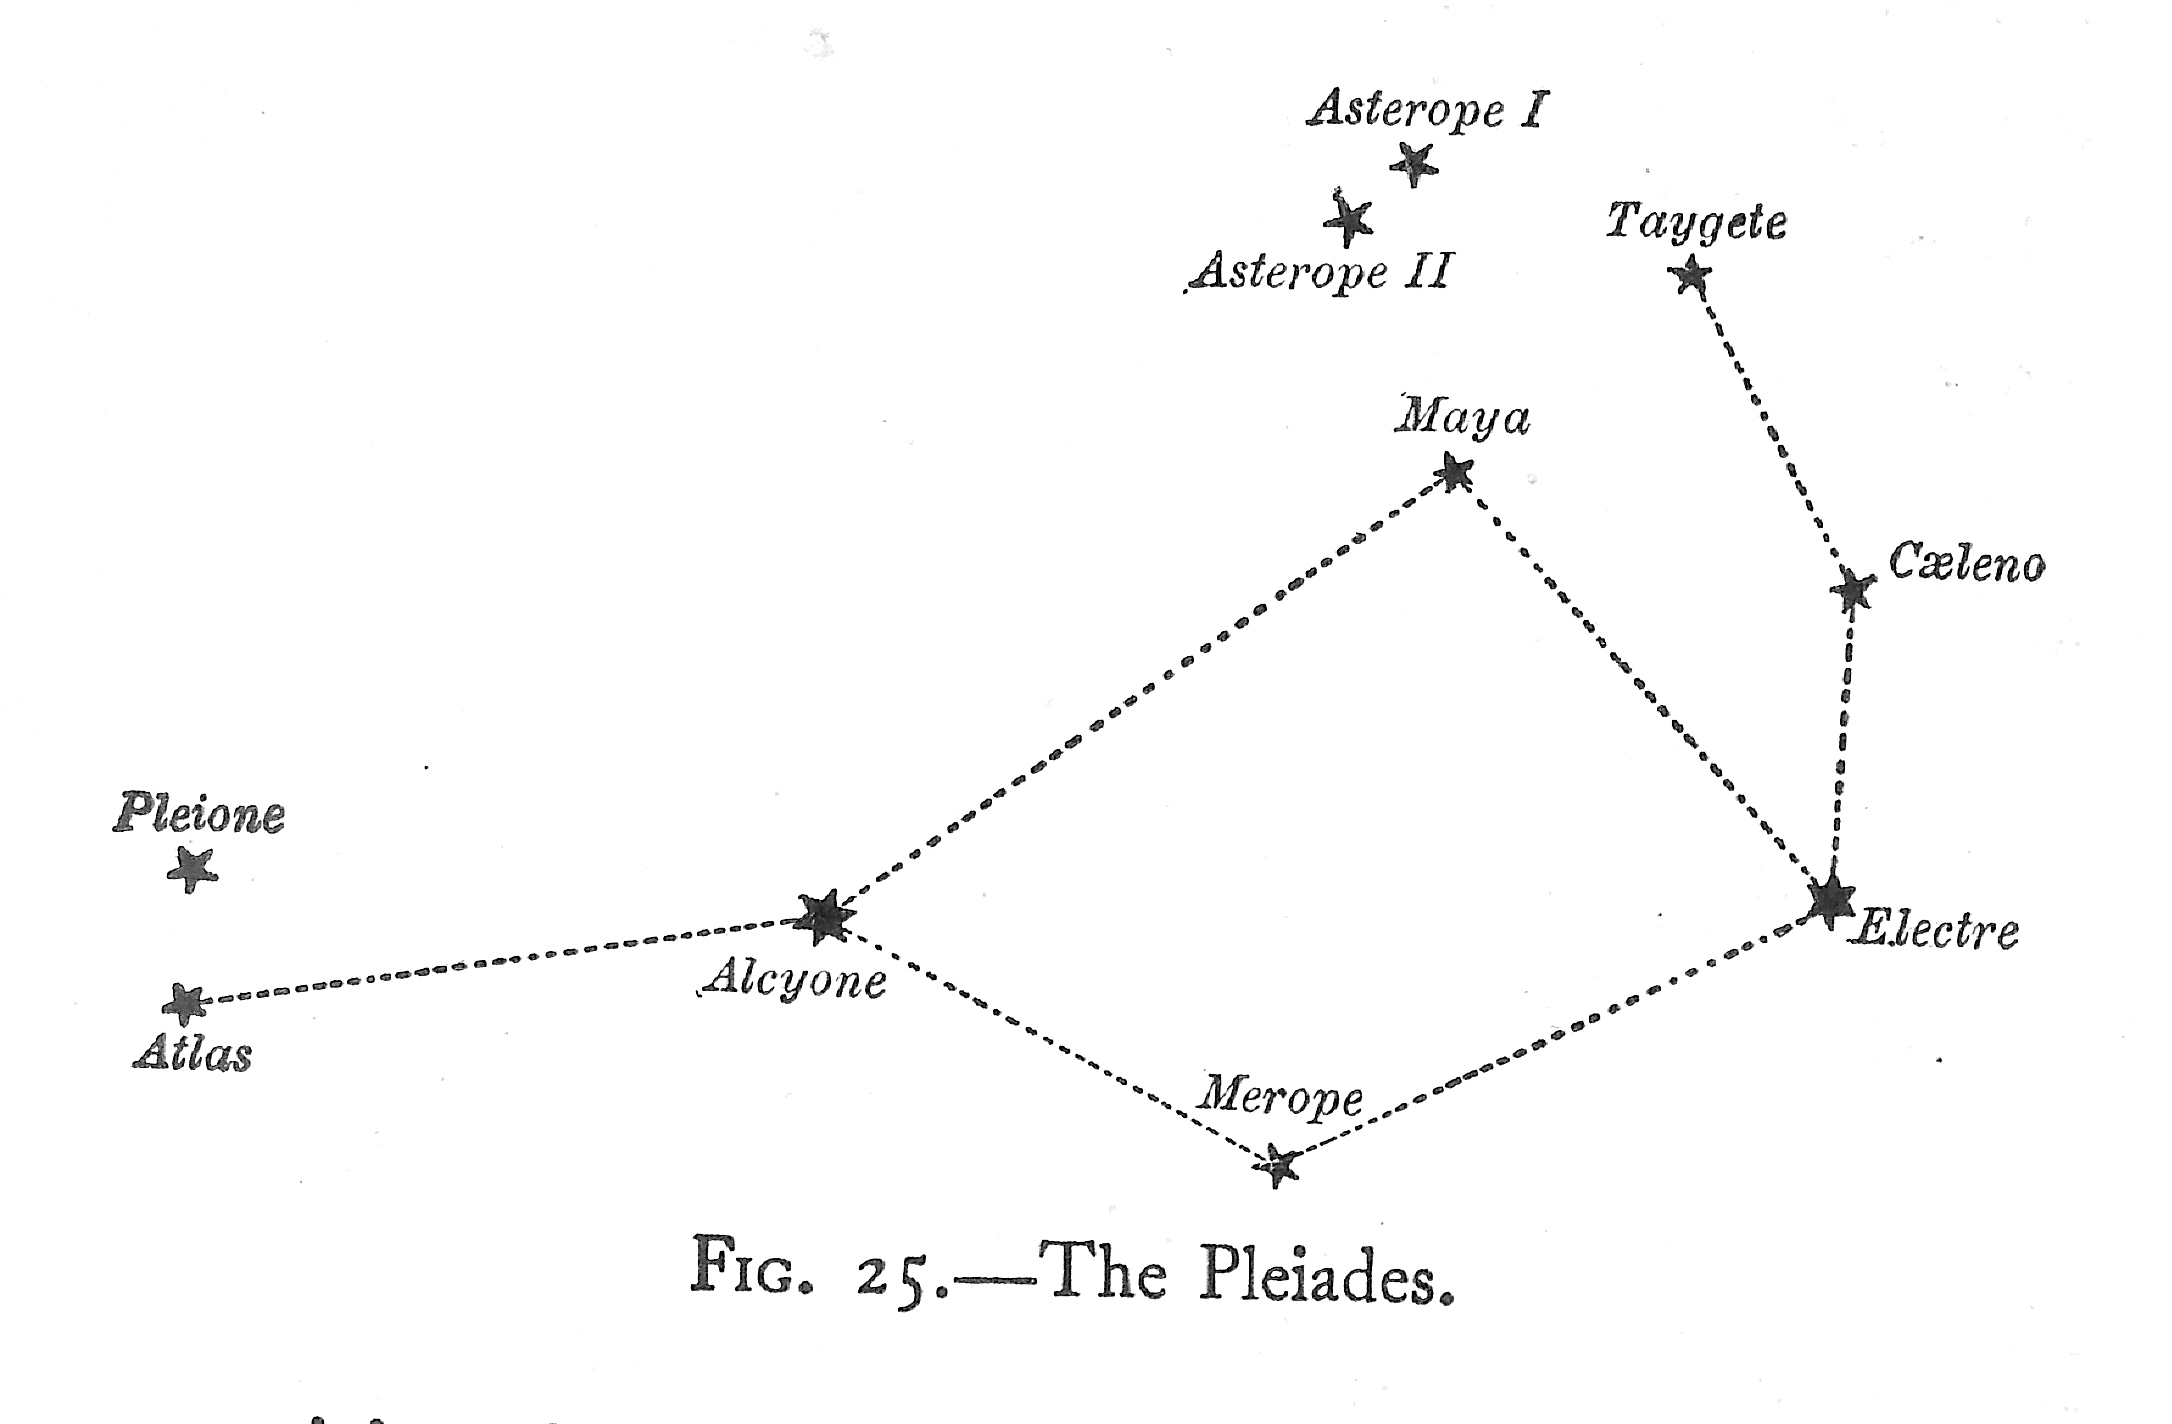 Asterope I
Taygete
Asterope II
Maya
Cæleno
Pleione
Electre
Alcyone
Atlas
Merope
Fig. 25.—The Pleiades.